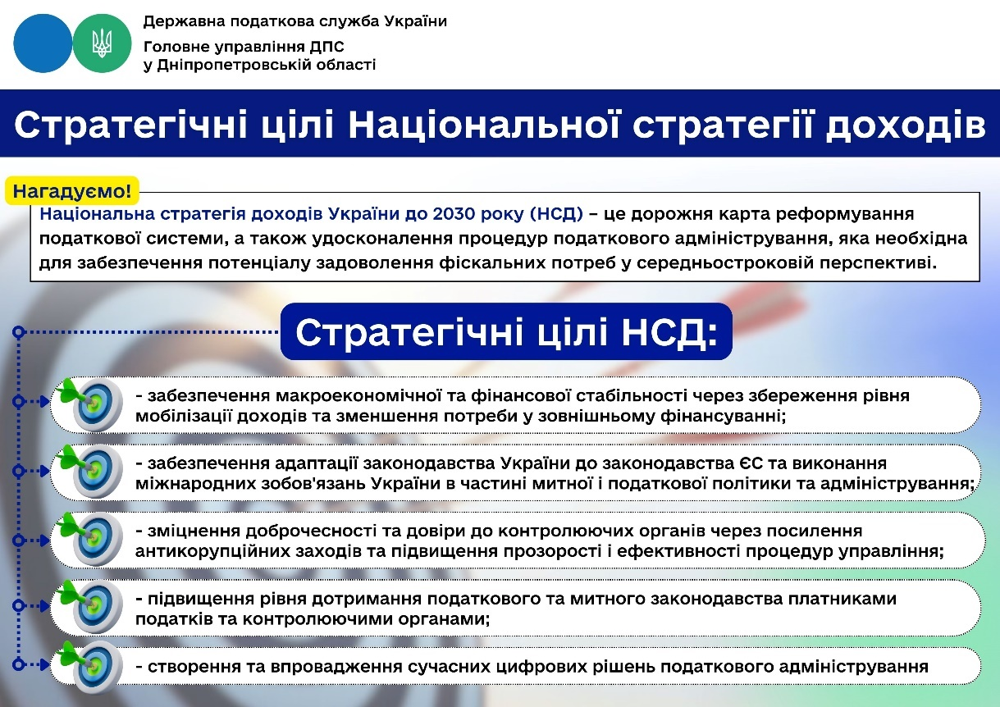 Державна податкова служба України
Головне управління ДПС
у Дніпропетровській області
Стратегічні цілі Національної стратегії доходів
Нагадуємо!
Національна стратегія доходів України до 2030 року (НСД) – це дорожня карта реформування
податкової системи, а також удосконалення процедур податкового адміністрування, яка необхідна
для забезпечення потенціалу задоволення фіскальних потреб у середньостроковій перспективі.
Стратегічні цілі НСД:
- забезпечення макроекономічної та фінансової стабільності через збереження рівня
мобілізації доходів та зменшення потреби у зовнішньому фінансуванні;
- забезпечення адаптації законодавства України до законодавства ЄС та виконання
міжнародних зобов'язань України в частині митної і податкової політики та адміністрування;
- зміцнення доброчесності та довіри до контролюючих органів через посилення
антикорупційних заходів та підвищення прозорості і ефективності процедур управління;
- підвищення рівня дотримання податкового та митного законодавства платниками
податків та контролюючими органами;
- створення та впровадження сучасних цифрових рішень податкового адміністрування